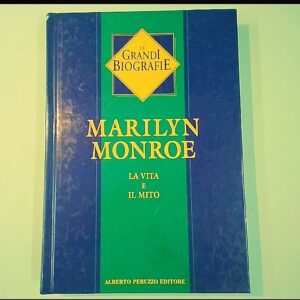 LE
GRANDI
BIOGRAFIE
MARILYN
MONROE
LA VITA
E
IL MITO
ALBERTO PERUZZO EDITORE